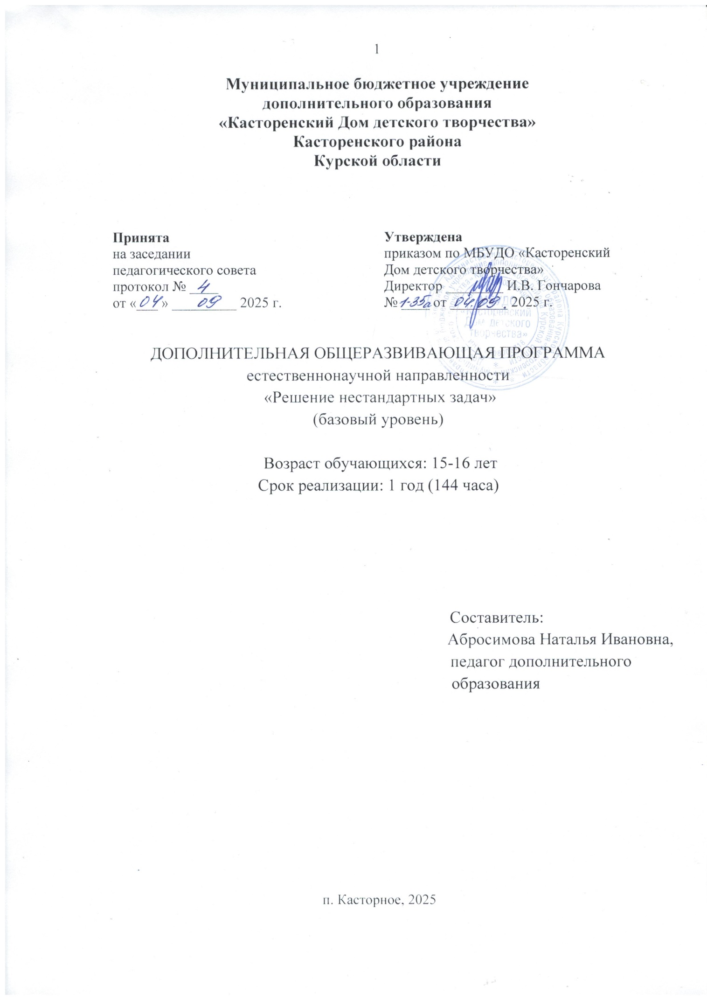 1
Муниципальное бюджетное учреждение
дополнительного образования
«Касторенский Дом детского творчества»
Касторенского района
Курской области
Принята
на заседании
педагогического совета
протокол № 4
от «04» 09 2025 г.
Утверждена
приказом по МБУДО «Касторенский
Дом детского творчества»
Директор И.В. Гончарова
№ 1-35а от 04.09. 2025 г.
МБУДО
«Касторенский
Дом детского
творчества»
ДОПОЛНИТЕЛЬНАЯ ОБЩЕРАЗВИВАЮЩАЯ ПРОГРАММА
естественнонаучной направленности
«Решение нестандартных задач»
(базовый уровень)
Возраст обучающихся: 15-16 лет
Срок реализации: 1 год (144 часа)
Составитель:
Абросимова Наталья Ивановна,
педагог дополнительного
образования
п. Касторное, 2025